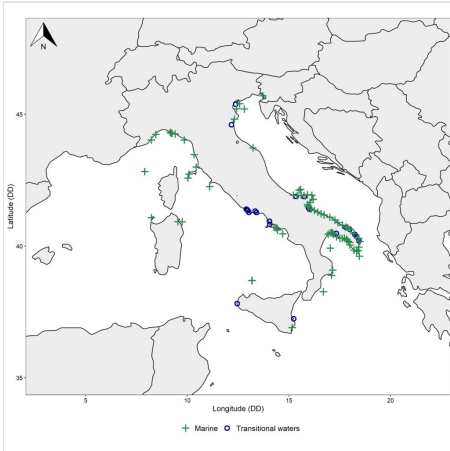 N
45
40
35
Latitude (DD)
5 10 15 20
Longitude (DD)
Marine Transitional waters